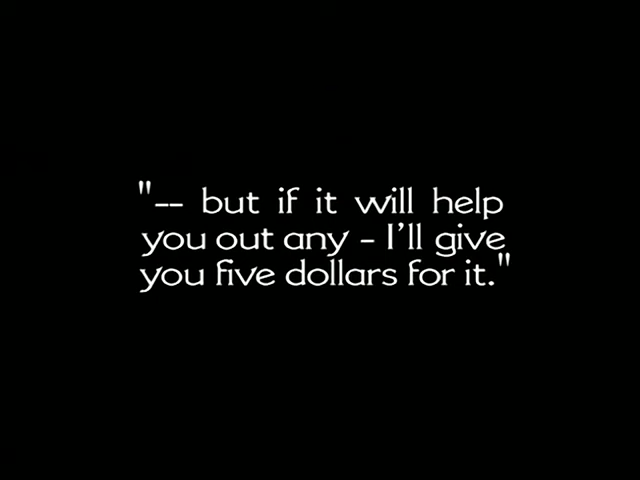 "-- but if it will help
you out any - I'll give
you five dollars for it."